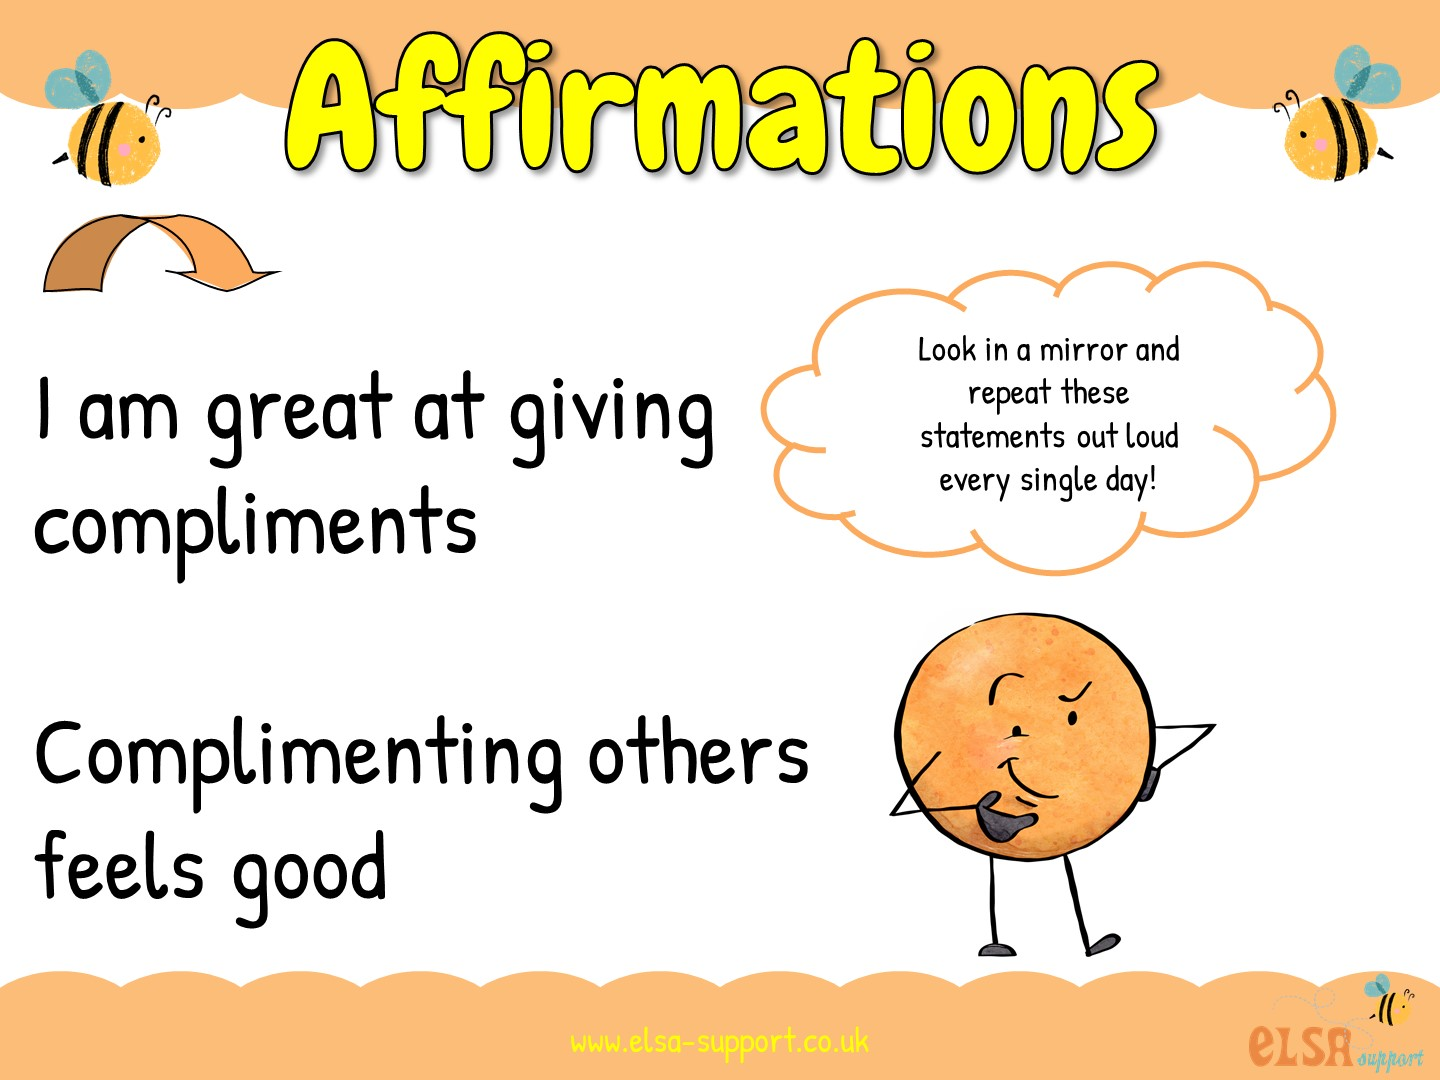 Affirmations
Look in a mirror and
repeat these
statements out loud
every single day!
I am great at giving
compliments
Complimenting others
feels good
www.elsa-support.co.uk
ELSA
support